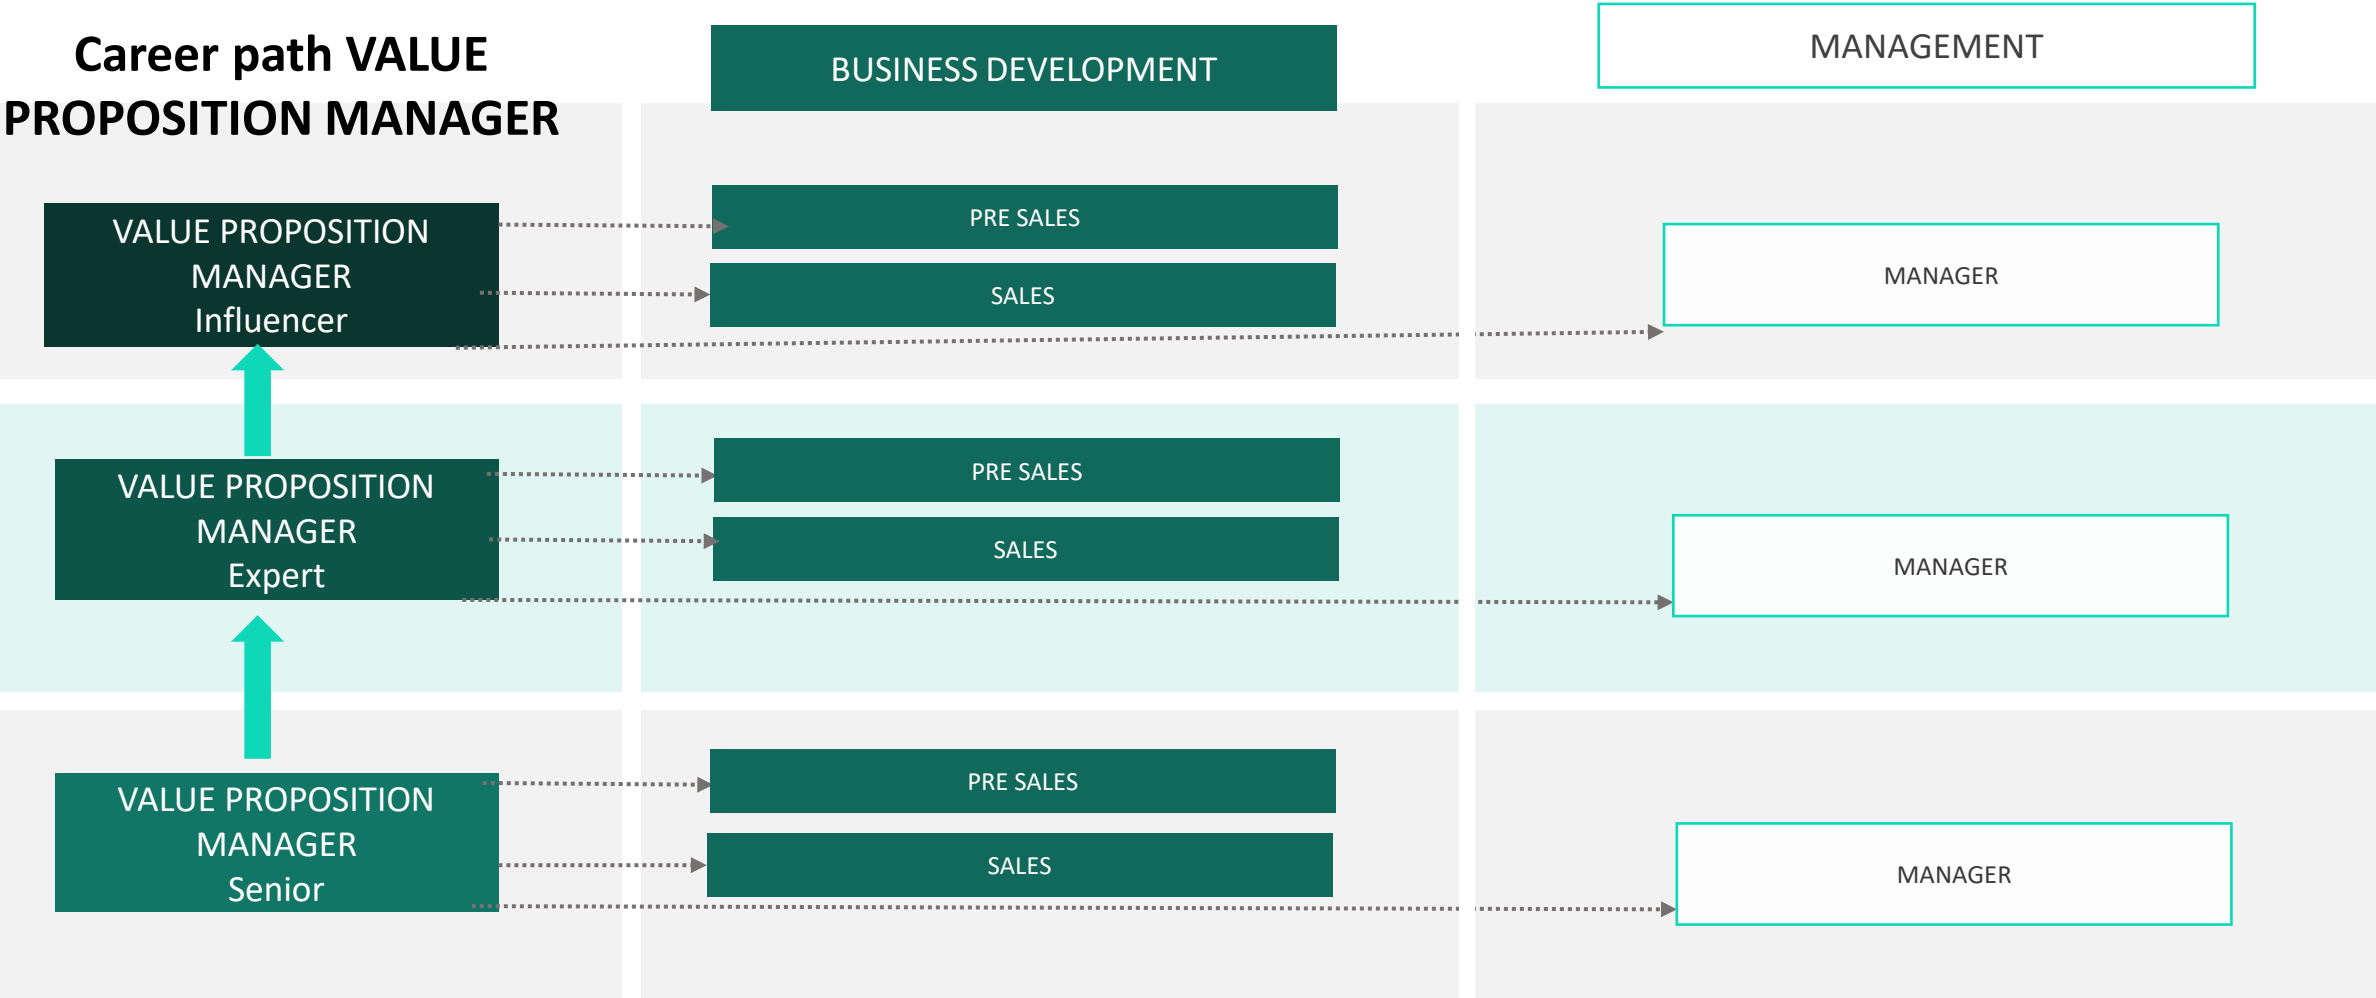 Career path VALUE
PROPOSITION MANAGER
BUSINESS DEVELOPMENT
MANAGEMENT
VALUE PROPOSITION
MANAGER
Influencer
PRE SALES
SALES
MANAGER
VALUE PROPOSITION
MANAGER
Expert
PRE SALES
SALES
MANAGER
VALUE PROPOSITION
MANAGER
Senior
PRE SALES
SALES
MANAGER